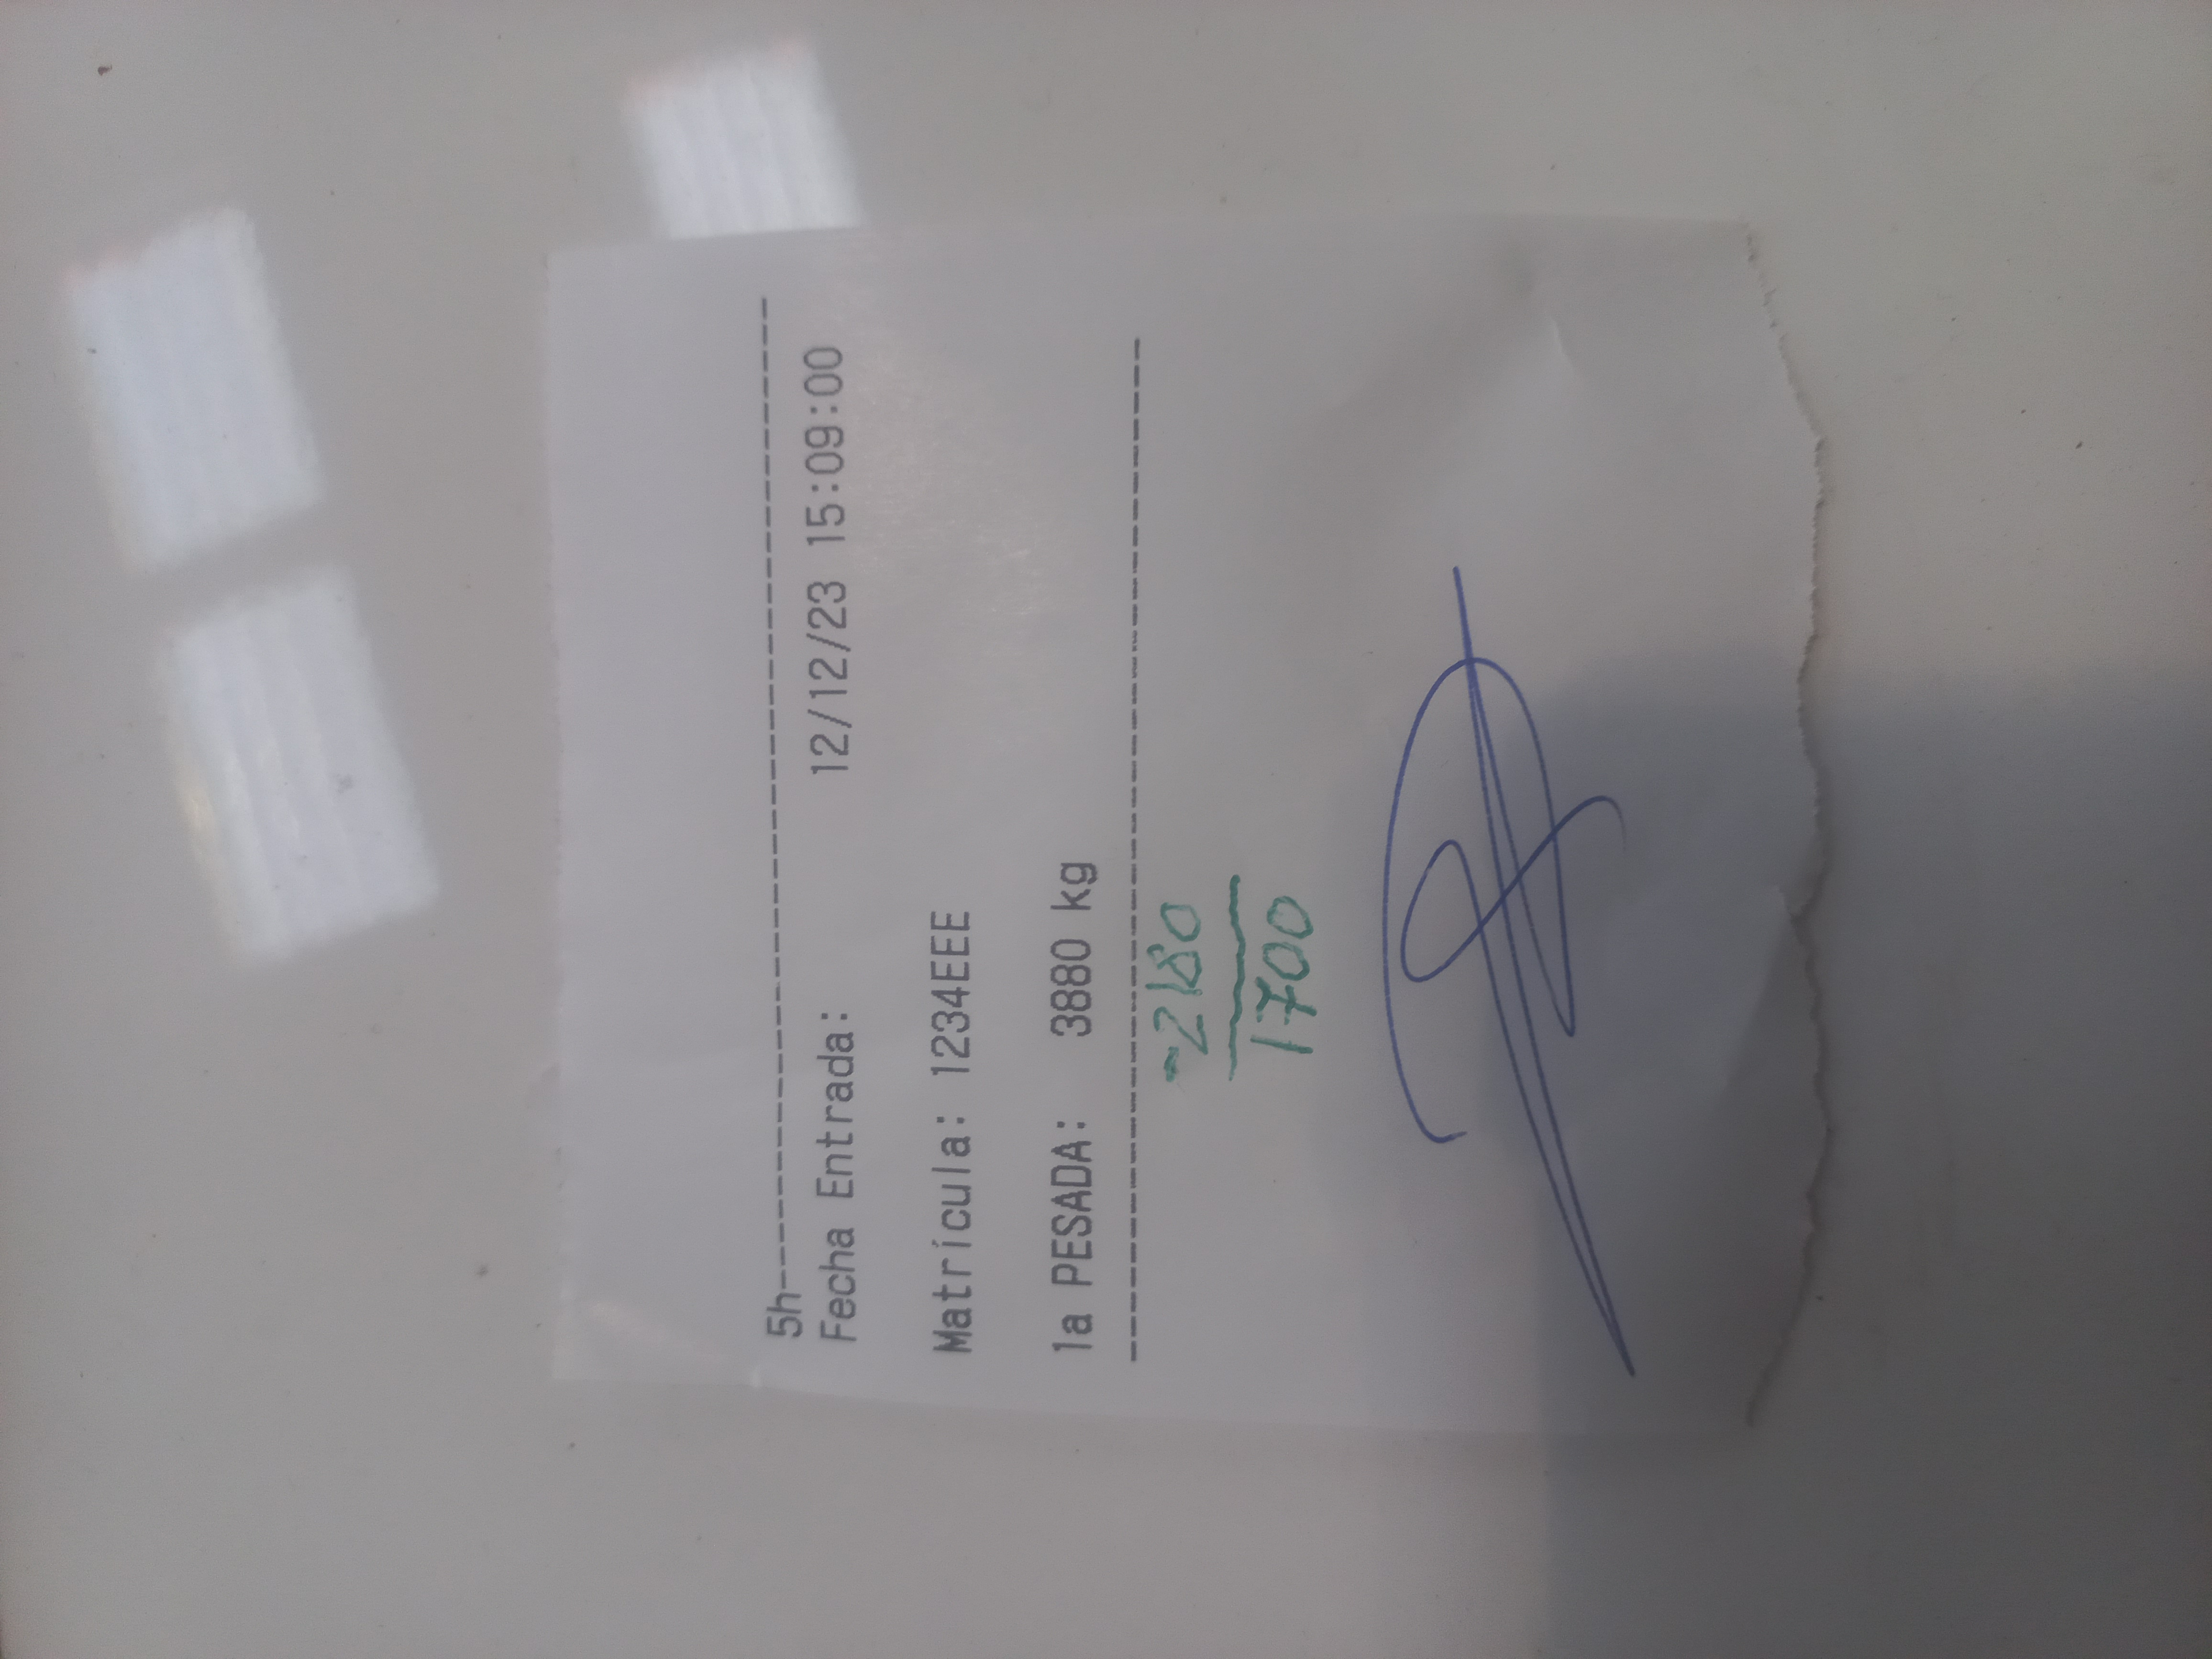 5h--------------------------------------------
Fecha Entrada: 12/12/23 15:09:00
Matrícula: 1234EEE
1a PESADA: 3880 kg
----------------------------------------------
-2180
1700